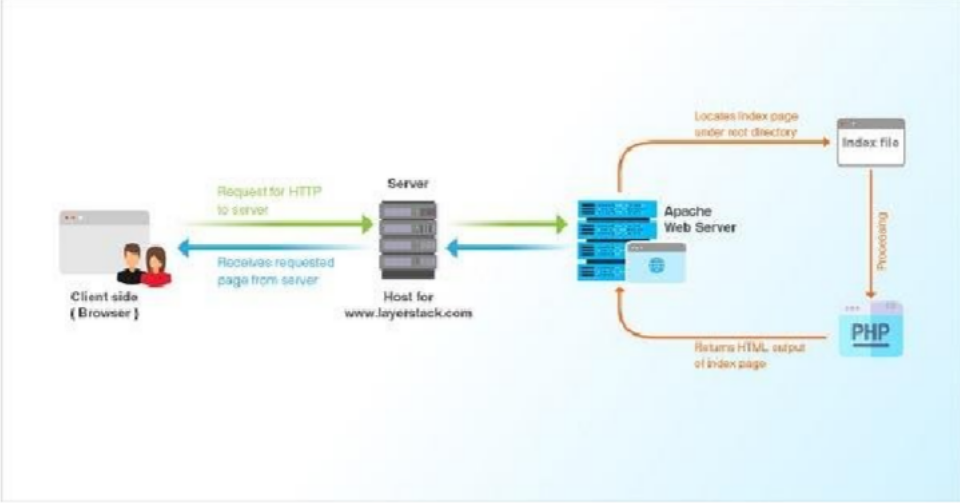 Request for HTTP
to server
Receives requested
page from server
Client side
( Browser )
Server
Host for
www.layerstack.com
Apache
Web Server
Locates Index page
under root directory
Index file
Processing
PHP
Returns HTML output
of index page